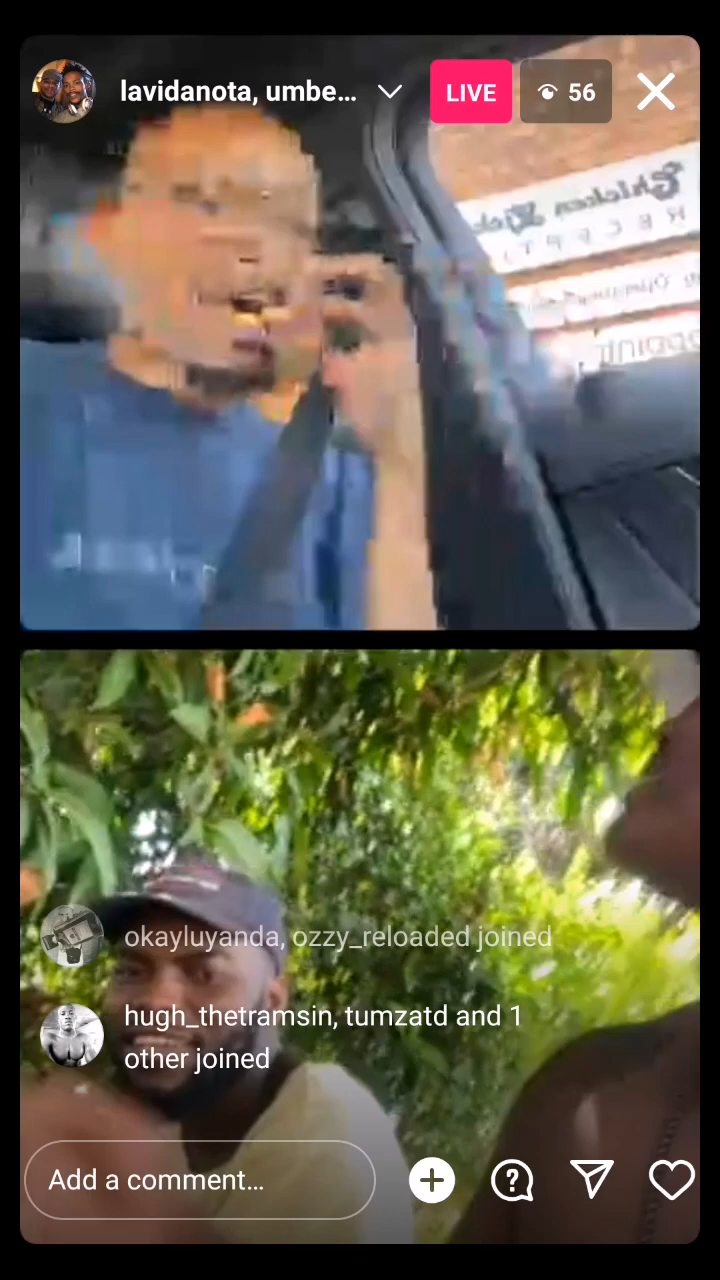 lavidanota, umbe...
LIVE
56
okayluyanda, ozzy_reloaded joined
hugh_thetramsin, tumzatd and 1
other joined
Add a comment...